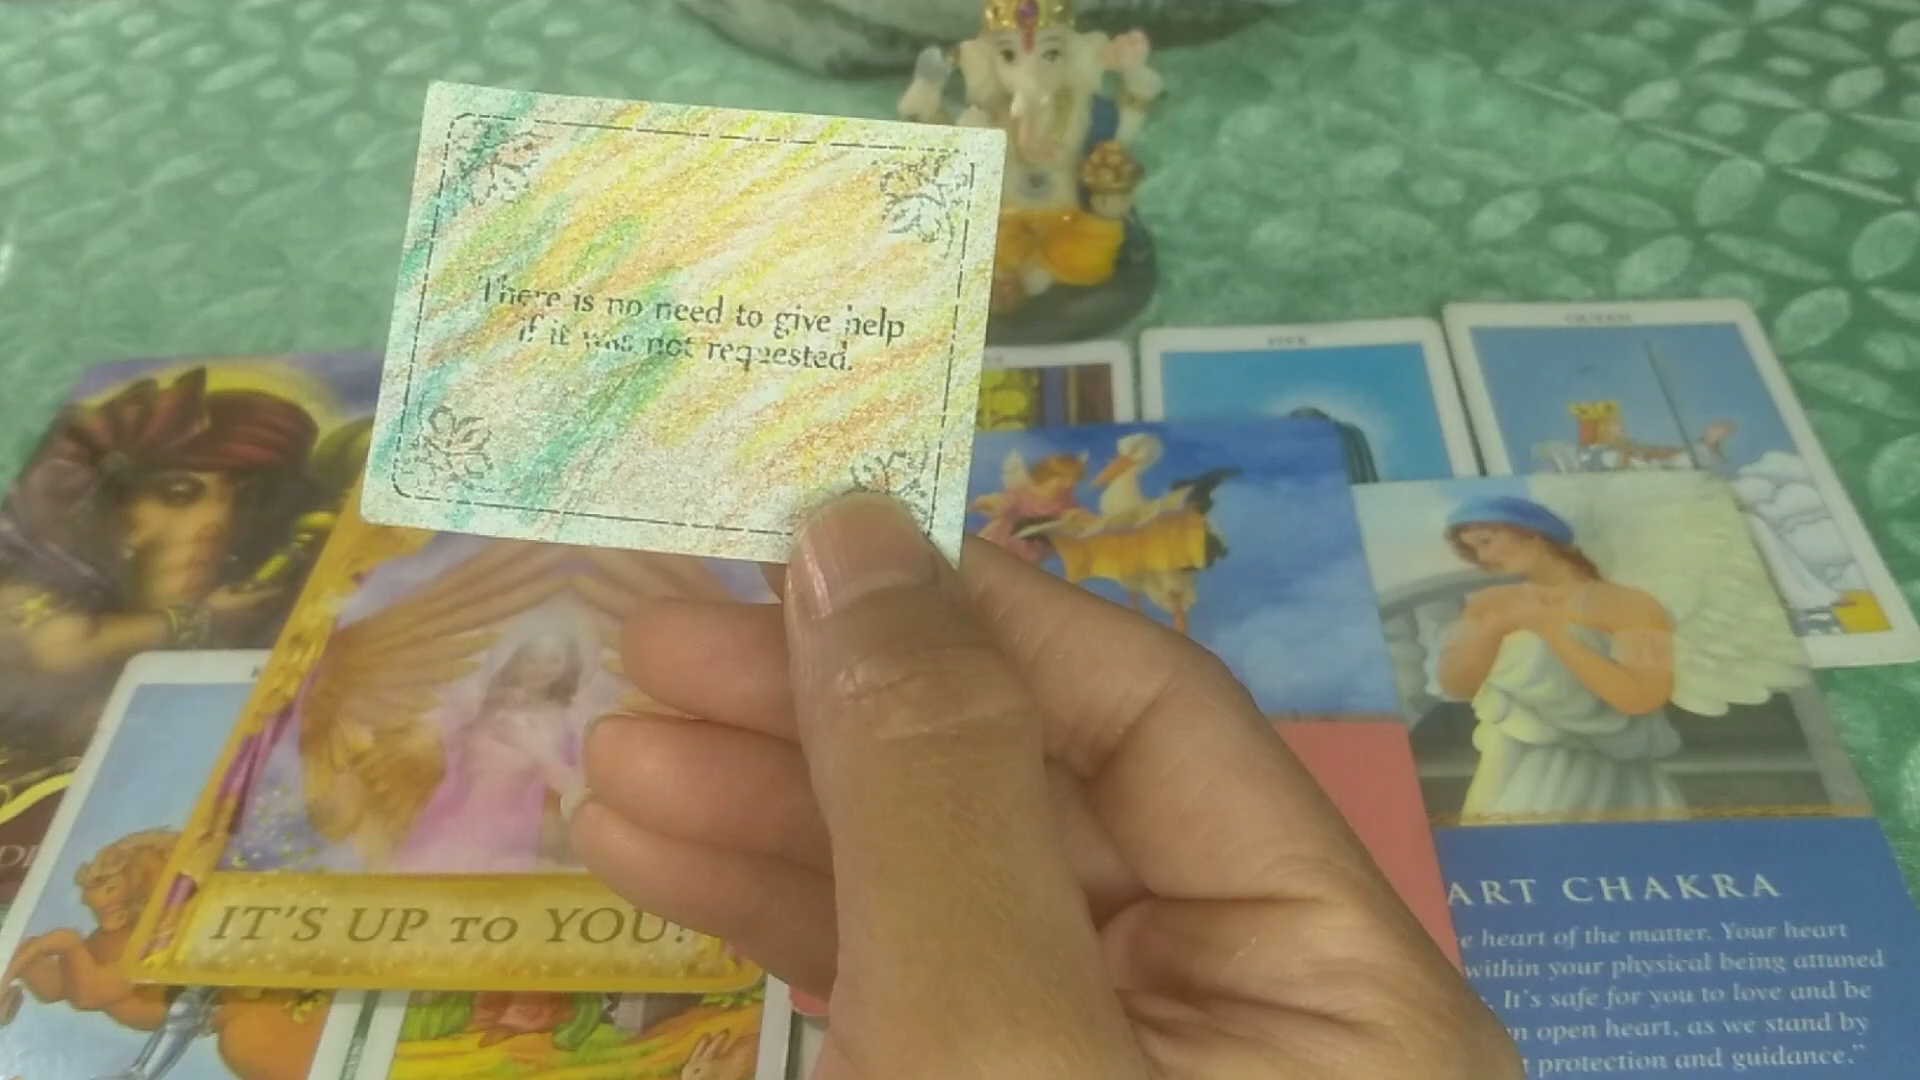 There is no need to give help
if it was not requested.
FIVE
QUEEN
IT'S UP TO YOU!
ART CHAKRA
e heart of the matter. Your heart
within your physical being attuned
. It's safe for you to love and be
n open heart, as we stand by
t protection and guidance."